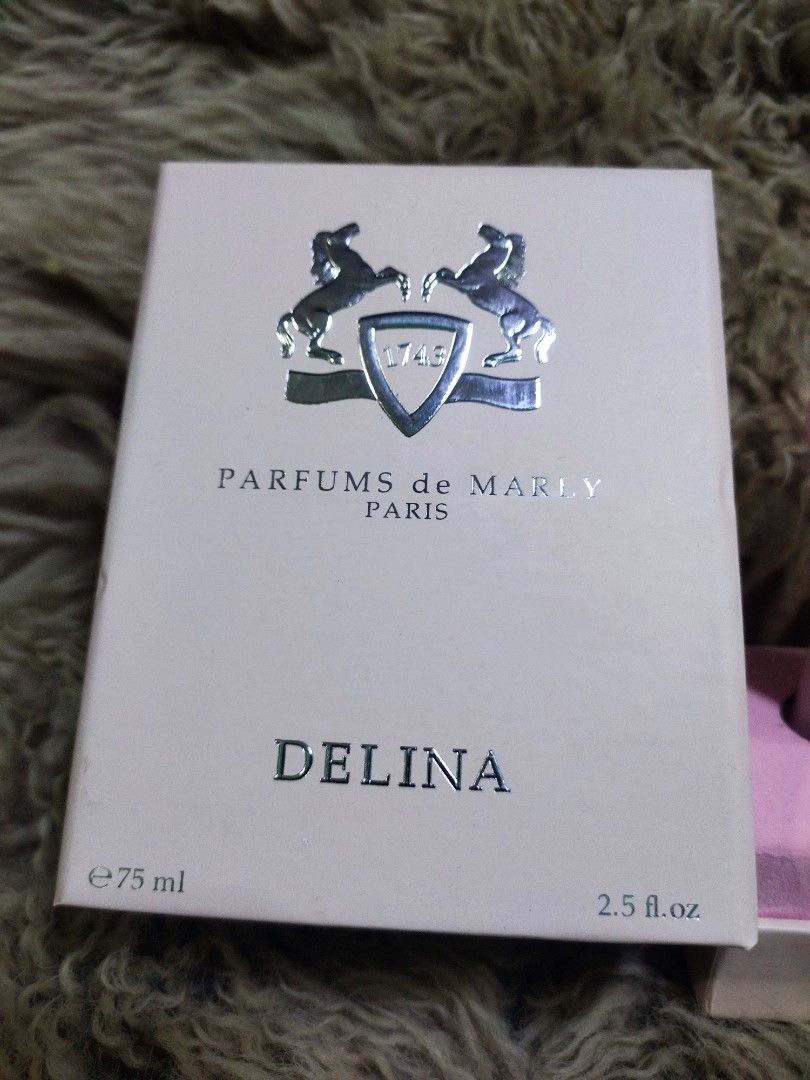 1743
PARFUMS de MARLY
PARIS
DELINA
℮75 ml
2.5 fl.oz